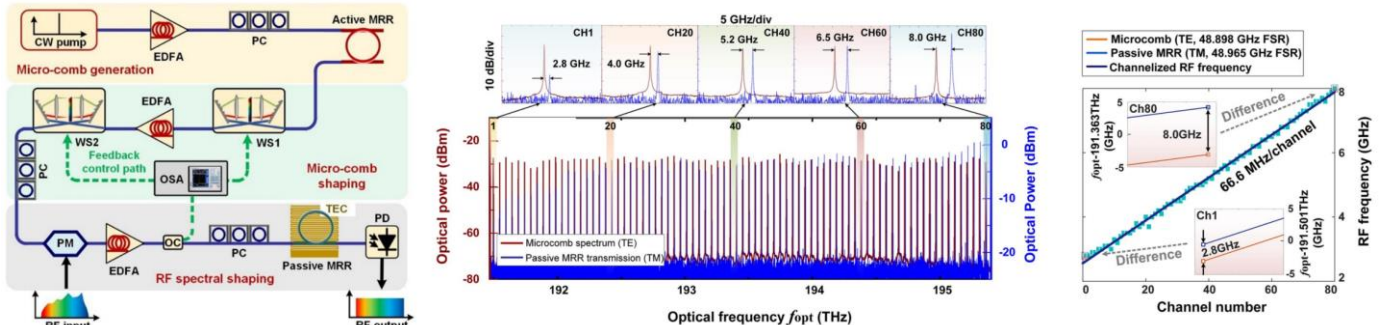 CW pump
EDFA
PC
Active MRR
Micro-comb generation
EDFA
WS2
WS1
Feedback
control path
OSA
PC
Micro-comb
shaping
TEC
PM
EDFA
OC
PC
Passive MRR
PD
RF spectral shaping
RF input
RF output
5 GHz/div
10 dB/div
CH1
CH20
CH40
CH60
CH80
2.8 GHz
4.0 GHz
5.2 GHz
6.5 GHz
8.0 GHz
1
20
40
60
80
Optical power (dBm)
-20
-40
-60
-80
0
-10
-20
Optical Power (dBm)
Microcomb spectrum (TE)
Passive MRR transmission (TM)
192
193
194
195
Optical frequency fopt (THz)
Microcomb (TE, 48.898 GHz FSR)
Passive MRR (TM, 48.965 GHz FSR)
Channelized RF frequency
Ch80
8.0GHz
5
0
-5
fopt-191.363THz
(GHz)
Difference
66.6 MHz/channel
Ch1
2.8GHz
5
0
-5
fopt-191.501THz
(GHz)
Difference
8
6
4
2
RF frequency (GHz)
0
20
40
60
80
Channel number